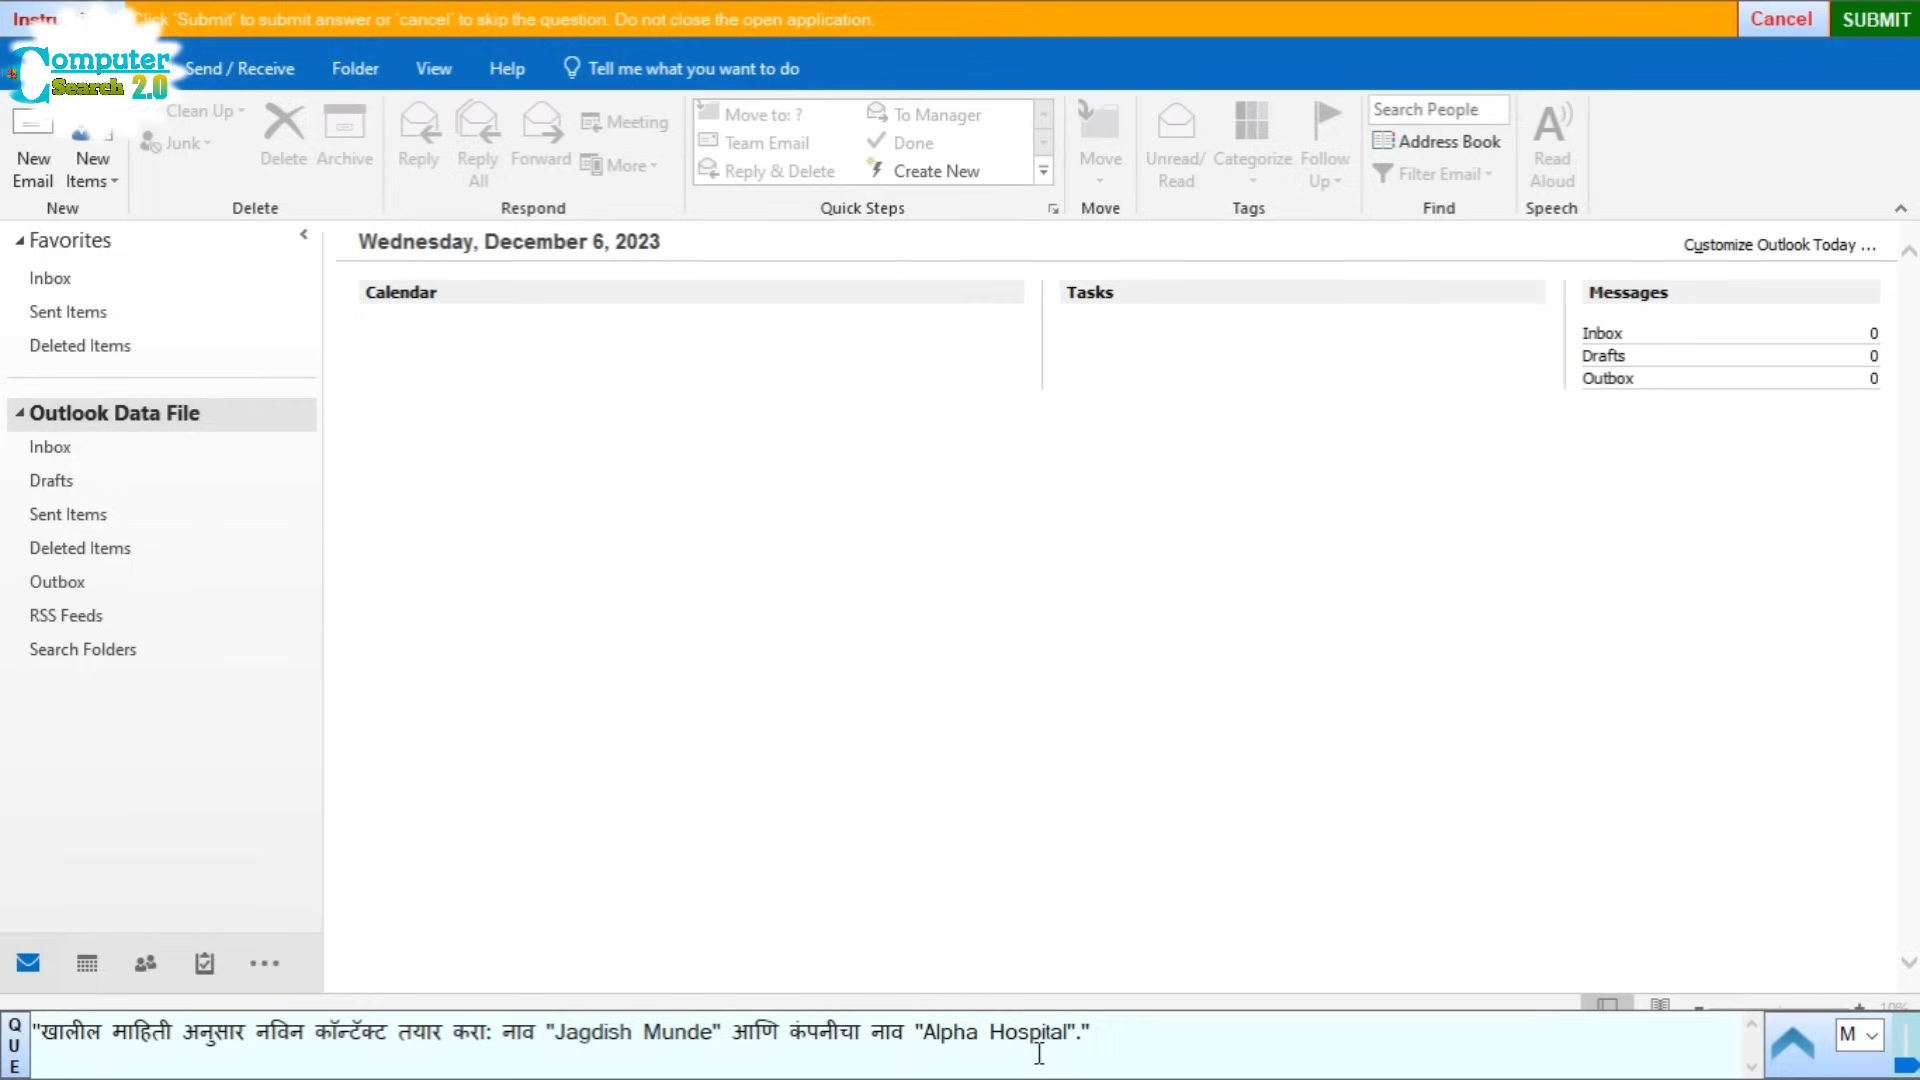 Click 'Submit' to submit answer or 'cancel' to skip the question. Do not close the open application.
Cancel
SUBMIT
Computer
Search 2.0
Send / Receive
Folder
View
Help
Tell me what you want to do
New
Email
New
Items
New
Clean Up
Junk
Delete
Archive
Delete
Reply
Reply
All
Forward
Meeting
More
Respond
Move to: ?
Team Email
Reply & Delete
To Manager
Done
Create New
Quick Steps
Move
Move
Unread/
Read
Categorize
Follow
Up
Tags
Search People
Address Book
Filter Email
Find
Read
Aloud
Speech
Favorites
Inbox
Sent Items
Deleted Items
Outlook Data File
Inbox
Drafts
Sent Items
Deleted Items
Outbox
RSS Feeds
Search Folders
Wednesday, December 6, 2023
Customize Outlook Today ...
Calendar
Tasks
Messages
Inbox 0
Drafts 0
Outbox 0
10%
Q
U
E
"खालील माहिती अनुसार नविन कॉन्टॅक्ट तयार करा: नाव "Jagdish Munde" आणि कंपनीचा नाव "Alpha Hospital"."
M